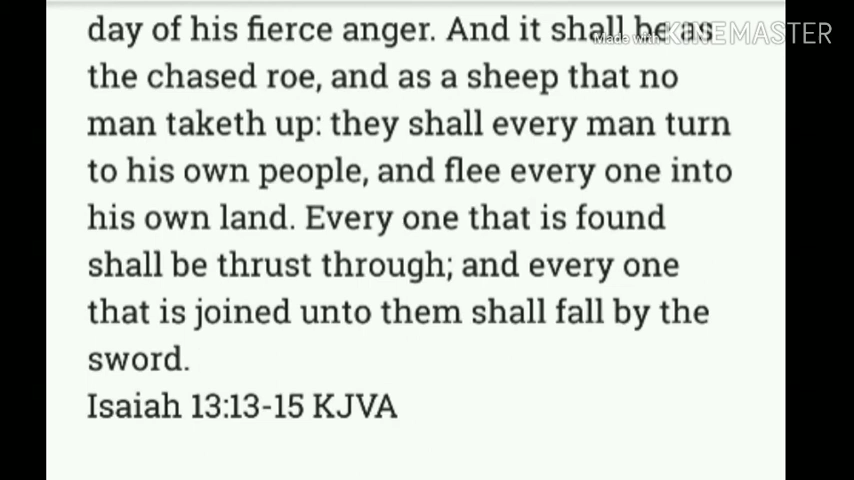 day of his fierce anger. And it shall be as
Made with KINEMASTER
the chased roe, and as a sheep that no
man taketh up: they shall every man turn
to his own people, and flee every one into
his own land. Every one that is found
shall be thrust through; and every one
that is joined unto them shall fall by the
sword.
Isaiah 13:13-15 KJVA